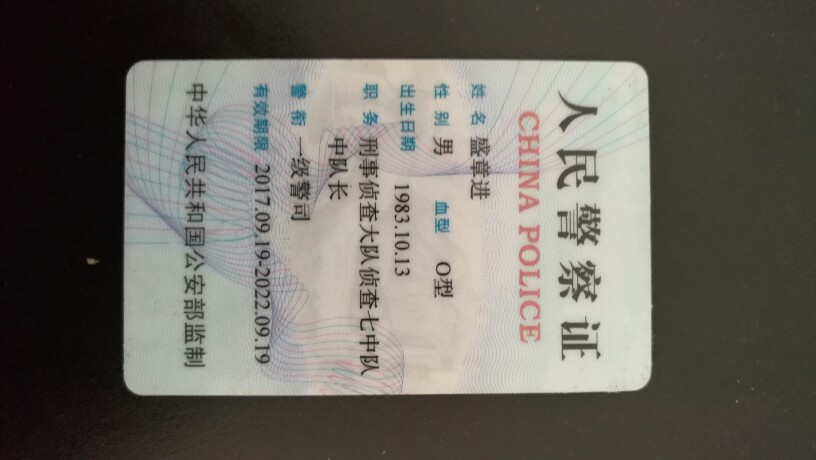 人民警察证
CHINA POLICE
姓 名 盛章进
性 别 男 血型 O型
出生日期 1983.10.13
职 务 刑事侦查大队侦查七中队
中队长
警 衔 一级警司
有效期限 2017.09.19-2022.09.19
中华人民共和国公安部监制